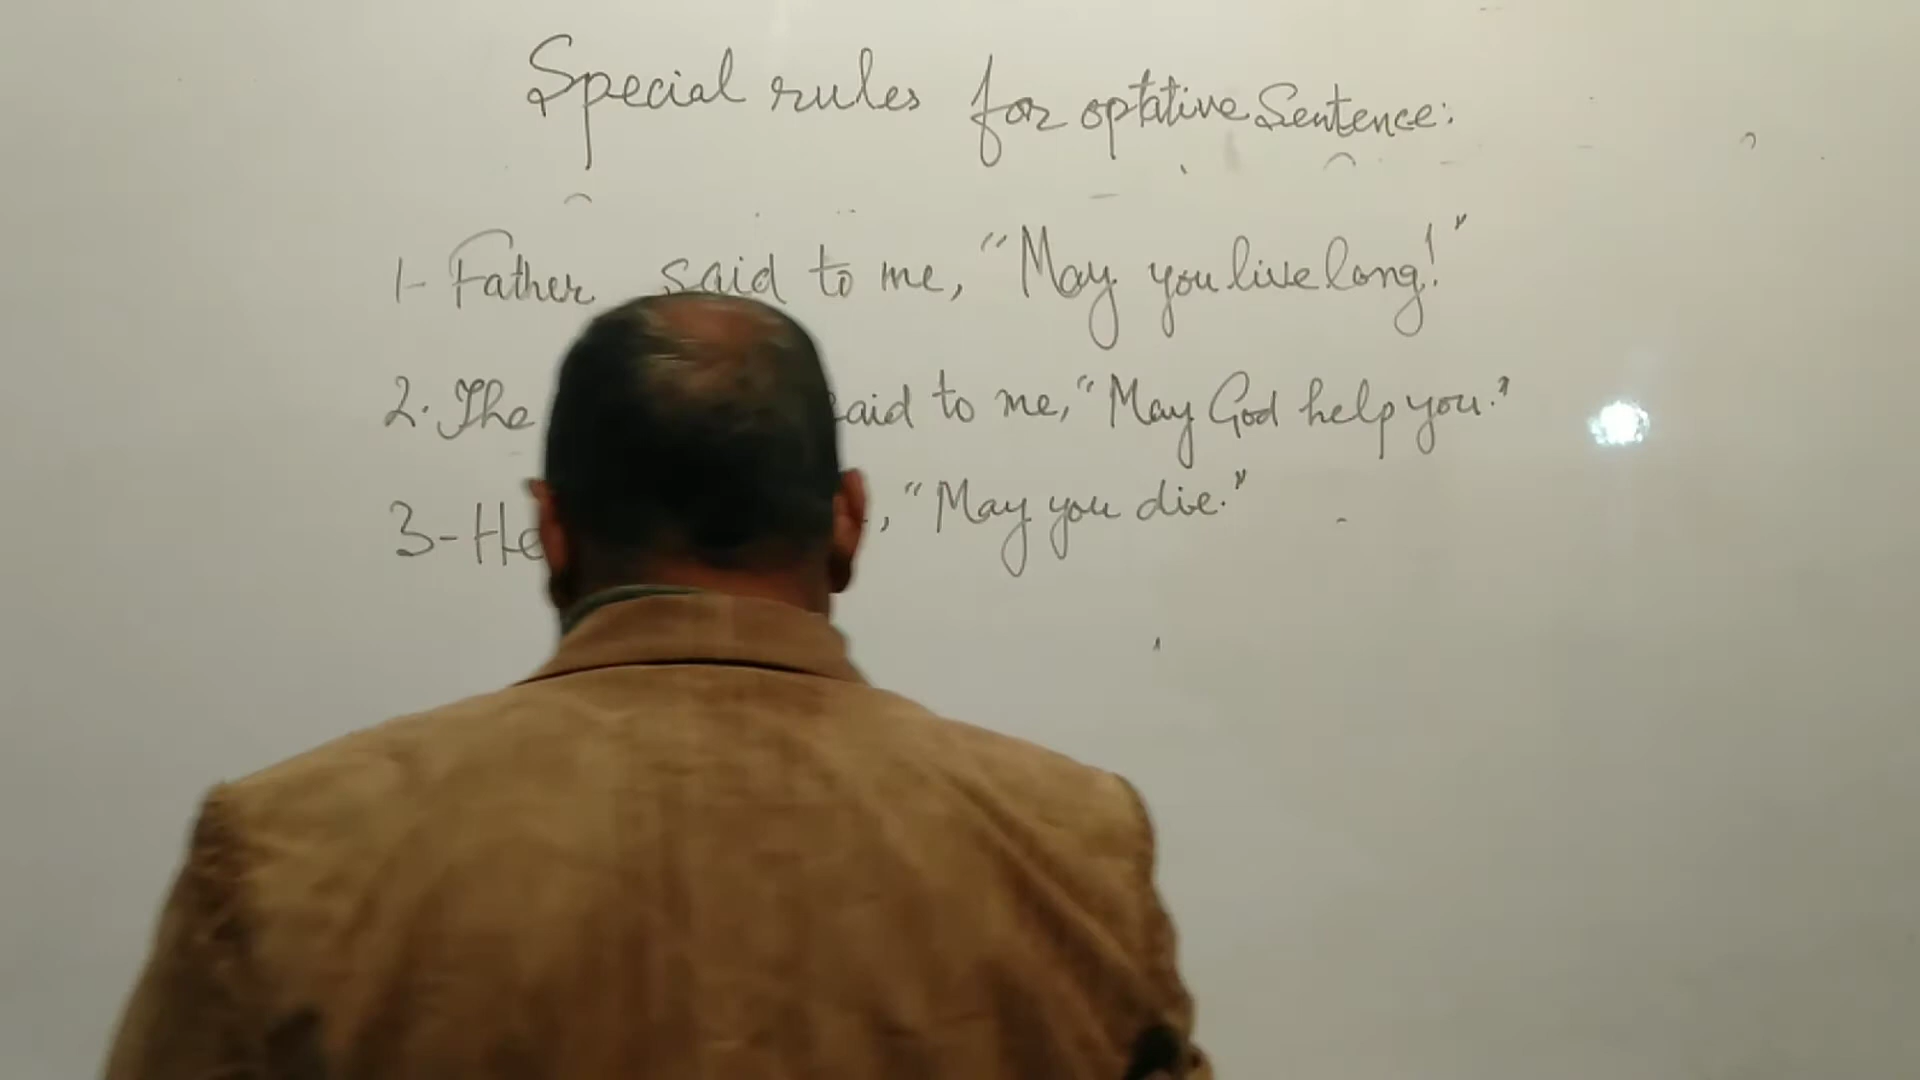 Special rules for optative Sentence:
1- Father said to me, "May you live long!"
2. The said to me, "May God help you."
3- He , "May you die."